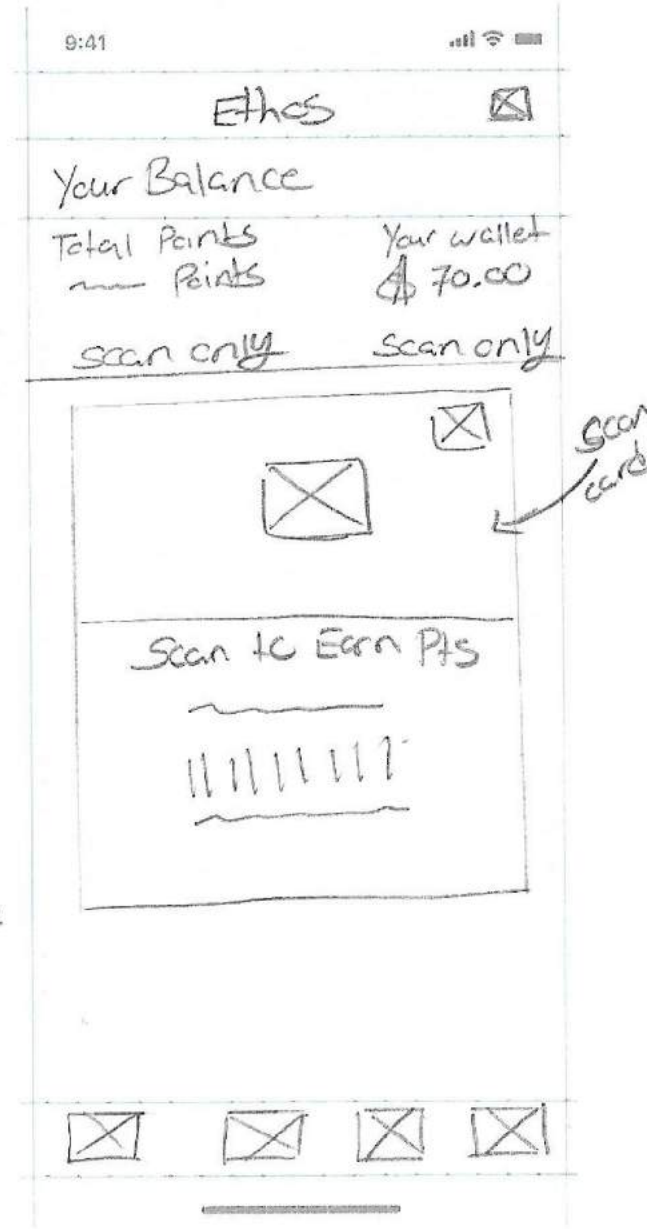 9:41
Ethos
Your Balance
Total Points Your wallet
Points $ 70.00
scan only Scan only
Scan
card
Scan to Earn Pts